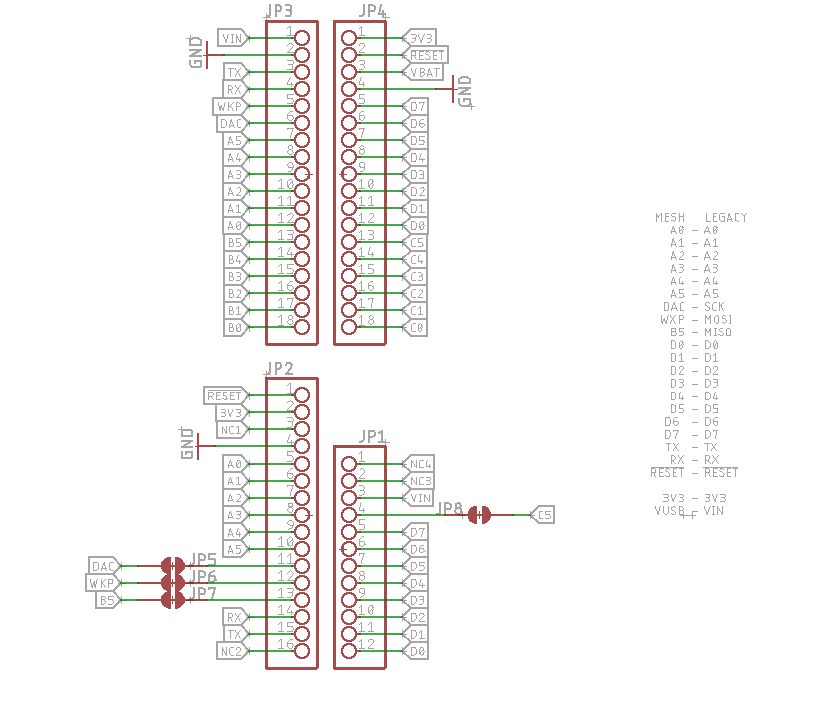 JP3
VIN 1
GND 2
TX 3
RX 4
WKP 5
DAC 6
A5 7
A4 8
A3 9
A2 10
A1 11
A0 12
B5 13
B4 14
B3 15
B2 16
B1 17
B0 18
JP4
1 3V3
2 RESET
3 VBAT
4 GND
5 D7
6 D6
7 D5
8 D4
9 D3
10 D2
11 D1
12 D0
13 C5
14 C4
15 C3
16 C2
17 C1
18 C0
JP2
RESET 1
3V3 2
NC1 3
GND 4
A0 5
A1 6
A2 7
A3 8
A4 9
A5 10
DAC JP5 11
WKP JP6 12
B5 JP7 13
RX 14
TX 15
NC2 16
JP1
1 NC4
2 NC3
3 VIN
4 JP8 C5
5 D7
6 D6
7 D5
8 D4
9 D3
10 D2
11 D1
12 D0
MESH - LEGACY
A0 - A0
A1 - A1
A2 - A2
A3 - A3
A4 - A4
A5 - A5
DAC - SCK
WXP - MOSI
B5 - MISO
D0 - D0
D1 - D1
D2 - D2
D3 - D3
D4 - D4
D5 - D5
D6 - D6
D7 - D7
TX - TX
RX - RX
RESET - RESET
3V3 - 3V3
VUSB - VIN